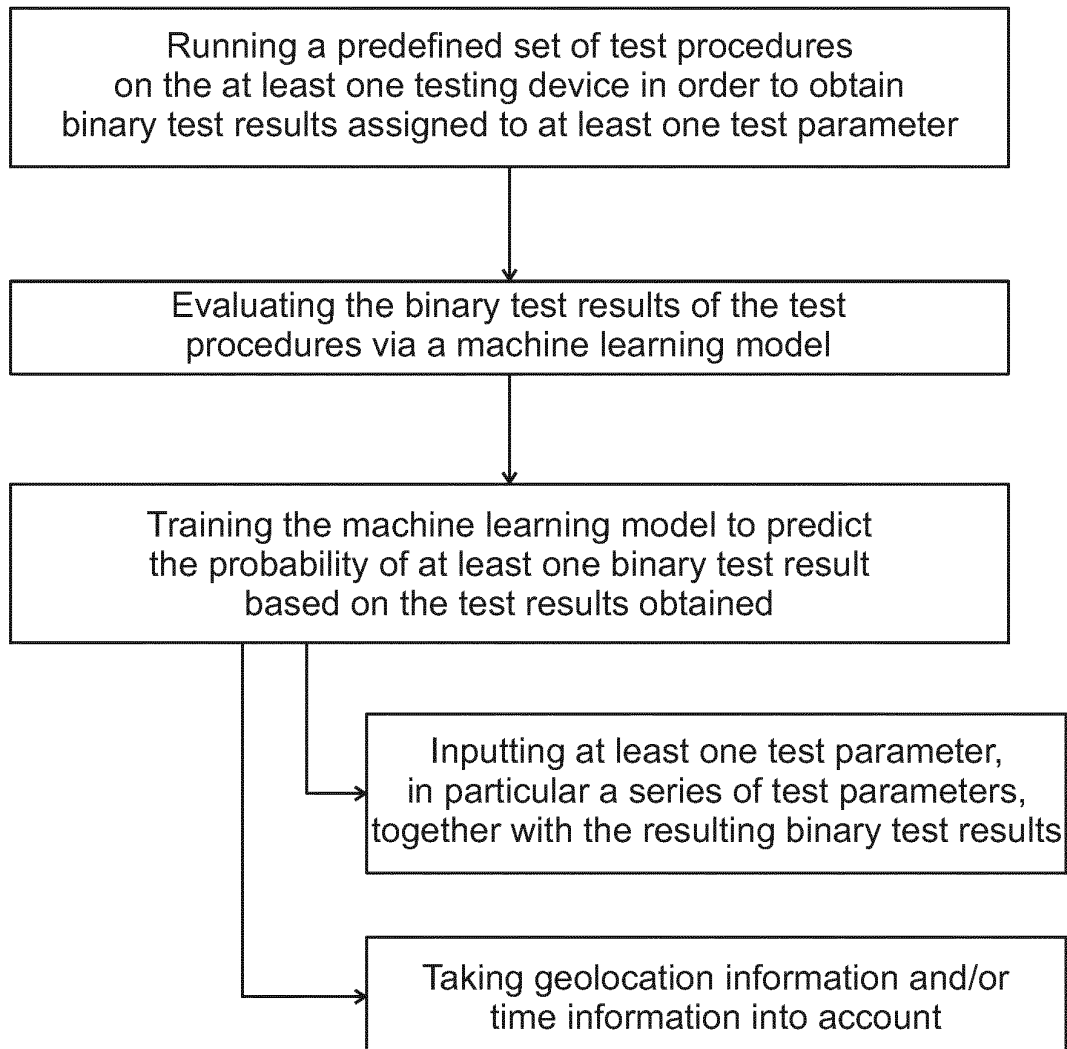 Running a predefined set of test procedures
on the at least one testing device in order to obtain
binary test results assigned to at least one test parameter
Evaluating the binary test results of the test
procedures via a machine learning model
Training the machine learning model to predict
the probability of at least one binary test result
based on the test results obtained
Inputting at least one test parameter,
in particular a series of test parameters,
together with the resulting binary test results
Taking geolocation information and/or
time information into account